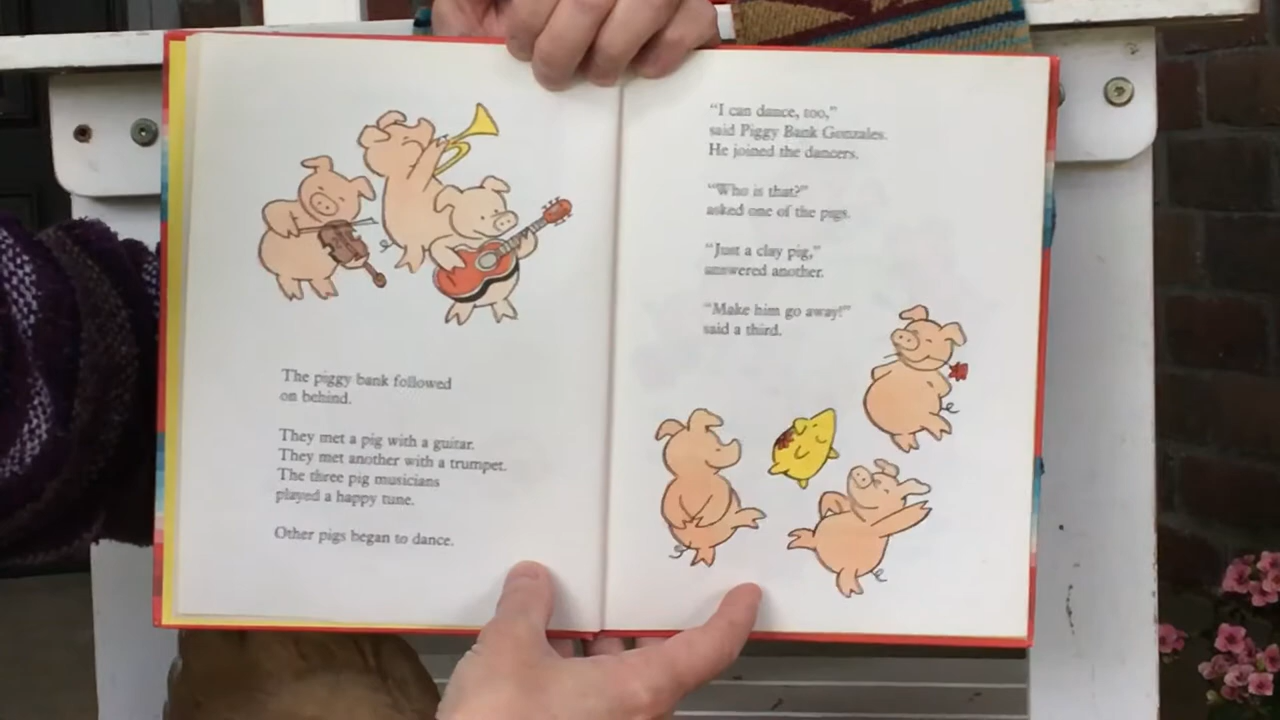 The piggy bank followed
on behind.
They met a pig with a guitar.
They met another with a trumpet.
The three pig musicians
played a happy tune.
Other pigs began to dance.
“I can dance, too,”
said Piggy Bank Gonzales.
He joined the dancers.
“Who is that?”
asked one of the pigs.
“Just a clay pig,”
answered another.
“Make him go away!”
said a third.